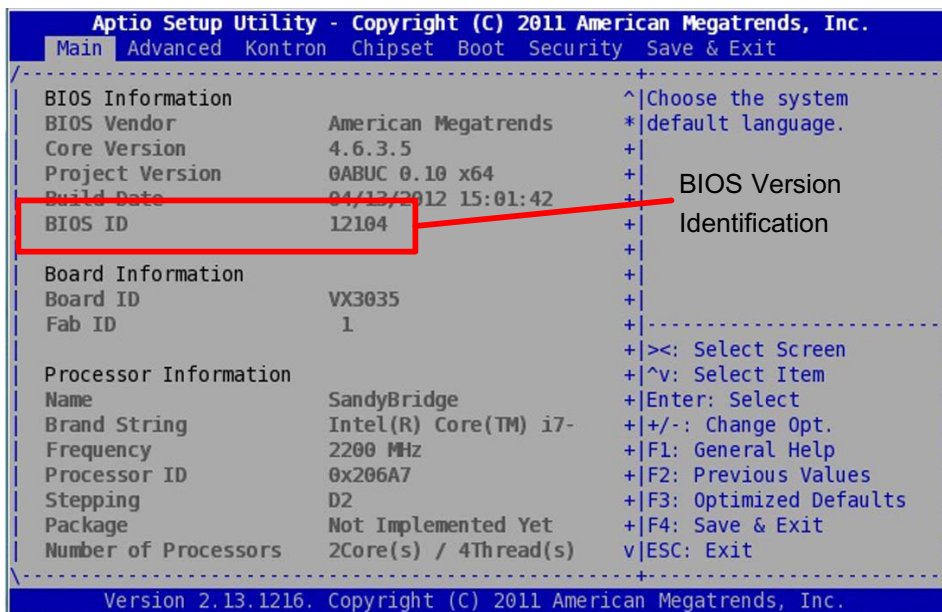 Aptio Setup Utility - Copyright (C) 2011 American Megatrends, Inc.
Main Advanced Kontron Chipset Boot Security Save & Exit
BIOS Information
BIOS Vendor American Megatrends
Core Version 4.6.3.5
Project Version 0ABUC 0.10 x64
Build Date 04/13/2012 15:01:42
BIOS ID 12104
Board Information
Board ID VX3035
Fab ID 1
Processor Information
Name SandyBridge
Brand String Intel(R) Core(TM) i7-
Frequency 2200 MHz
Processor ID 0x206A7
Stepping D2
Package Not Implemented Yet
Number of Processors 2Core(s) / 4Thread(s)
Choose the system
default language.
BIOS Version
Identification
><: Select Screen
^v: Select Item
Enter: Select
+/-: Change Opt.
F1: General Help
F2: Previous Values
F3: Optimized Defaults
F4: Save & Exit
ESC: Exit
Version 2.13.1216. Copyright (C) 2011 American Megatrends, Inc.